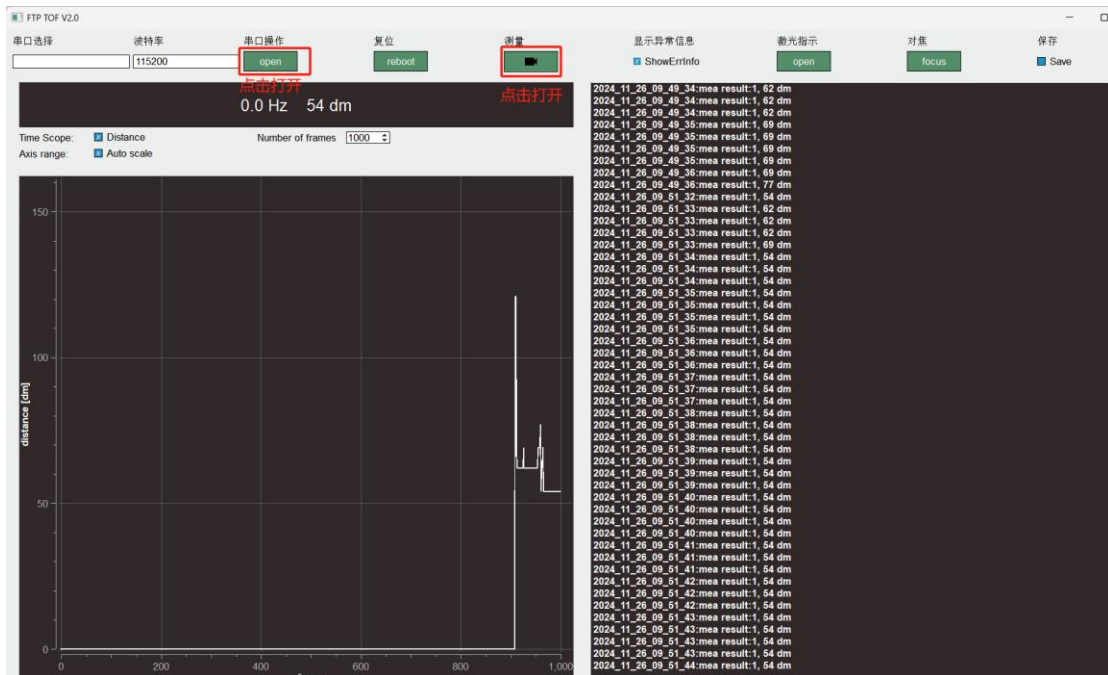 FTP TOF V2.0
串口选择 波特率 串口操作 复位 测量 显示异常信息 激光指示 对焦 保存
115200 open reboot ShowErrInfo open focus Save
点击打开 点击打开
0.0 Hz 54 dm
Time Scope: Distance Number of frames 1000
Axis range: Auto scale
150
100
50
0
distance [dm]
0 200 400 600 800 1,000
2024_11_26_09_49_34:mea result:1, 62 dm
2024_11_26_09_49_34:mea result:1, 62 dm
2024_11_26_09_49_34:mea result:1, 62 dm
2024_11_26_09_49_35:mea result:1, 69 dm
2024_11_26_09_49_35:mea result:1, 69 dm
2024_11_26_09_49_35:mea result:1, 69 dm
2024_11_26_09_49_35:mea result:1, 69 dm
2024_11_26_09_49_36:mea result:1, 69 dm
2024_11_26_09_49_36:mea result:1, 77 dm
2024_11_26_09_51_32:mea result:1, 54 dm
2024_11_26_09_51_33:mea result:1, 62 dm
2024_11_26_09_51_33:mea result:1, 62 dm
2024_11_26_09_51_33:mea result:1, 62 dm
2024_11_26_09_51_33:mea result:1, 69 dm
2024_11_26_09_51_34:mea result:1, 54 dm
2024_11_26_09_51_34:mea result:1, 54 dm
2024_11_26_09_51_34:mea result:1, 54 dm
2024_11_26_09_51_35:mea result:1, 54 dm
2024_11_26_09_51_35:mea result:1, 54 dm
2024_11_26_09_51_35:mea result:1, 54 dm
2024_11_26_09_51_35:mea result:1, 54 dm
2024_11_26_09_51_36:mea result:1, 54 dm
2024_11_26_09_51_36:mea result:1, 54 dm
2024_11_26_09_51_36:mea result:1, 54 dm
2024_11_26_09_51_37:mea result:1, 54 dm
2024_11_26_09_51_37:mea result:1, 54 dm
2024_11_26_09_51_37:mea result:1, 54 dm
2024_11_26_09_51_38:mea result:1, 54 dm
2024_11_26_09_51_38:mea result:1, 54 dm
2024_11_26_09_51_38:mea result:1, 54 dm
2024_11_26_09_51_38:mea result:1, 54 dm
2024_11_26_09_51_39:mea result:1, 54 dm
2024_11_26_09_51_39:mea result:1, 54 dm
2024_11_26_09_51_39:mea result:1, 54 dm
2024_11_26_09_51_40:mea result:1, 54 dm
2024_11_26_09_51_40:mea result:1, 54 dm
2024_11_26_09_51_40:mea result:1, 54 dm
2024_11_26_09_51_40:mea result:1, 54 dm
2024_11_26_09_51_41:mea result:1, 54 dm
2024_11_26_09_51_41:mea result:1, 54 dm
2024_11_26_09_51_41:mea result:1, 54 dm
2024_11_26_09_51_42:mea result:1, 54 dm
2024_11_26_09_51_42:mea result:1, 54 dm
2024_11_26_09_51_42:mea result:1, 54 dm
2024_11_26_09_51_43:mea result:1, 54 dm
2024_11_26_09_51_43:mea result:1, 54 dm
2024_11_26_09_51_43:mea result:1, 54 dm
2024_11_26_09_51_43:mea result:1, 54 dm
2024_11_26_09_51_44:mea result:1, 54 dm